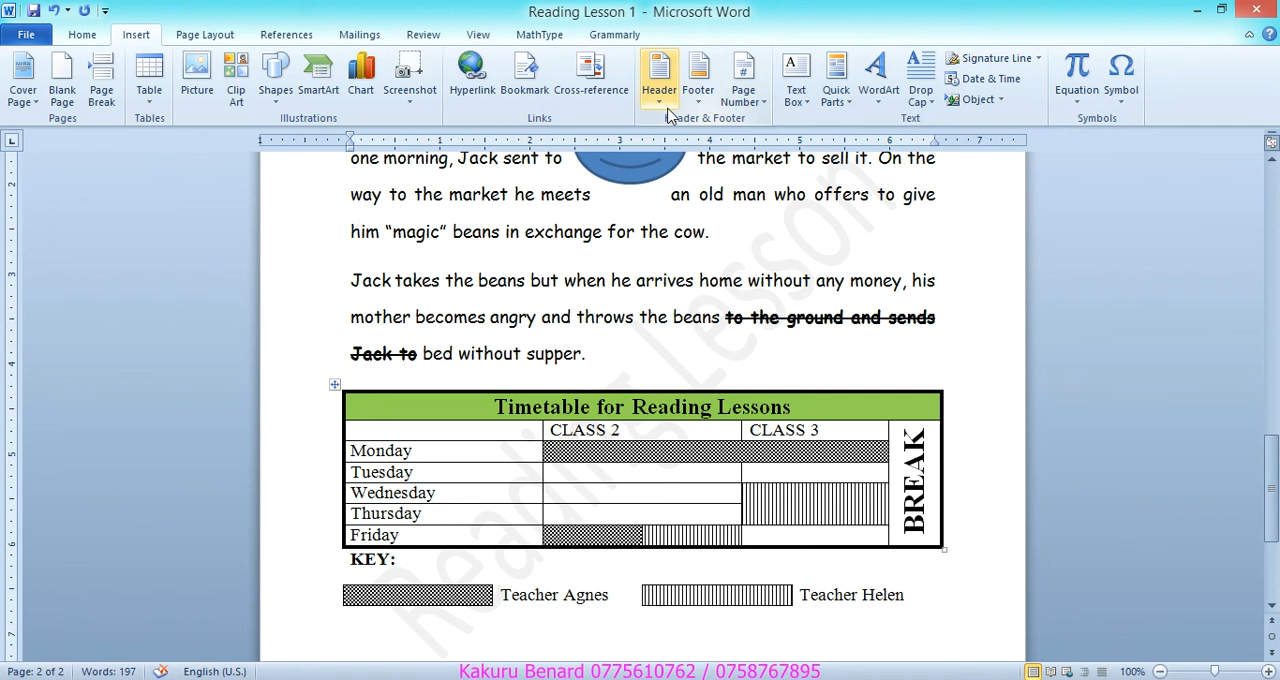 Reading Lesson 1 - Microsoft Word
File Home Insert Page Layout References Mailings Review View MathType Grammarly
Cover Page
Blank Page
Page Break
Table
Picture
Clip Art
Shapes
SmartArt
Chart
Screenshot
Hyperlink
Bookmark
Cross-reference
Header
Footer
Page Number
Text Box
Quick Parts
WordArt
Drop Cap
Signature Line
Date & Time
Object
Equation
Symbol
Pages Tables Illustrations Links Header & Footer Text Symbols
one morning, Jack sent to the market to sell it. On the
way to the market he meets an old man who offers to give
him “magic” beans in exchange for the cow.
Jack takes the beans but when he arrives home without any money, his
mother becomes angry and throws the beans to the ground and sends
Jack to bed without supper.
Reading Lesson
Timetable for Reading Lessons
CLASS 2 CLASS 3
Monday
Tuesday
Wednesday
Thursday
Friday
BREAK
KEY:
Teacher Agnes Teacher Helen
Page: 2 of 2 Words: 197 English (U.S.) 100%
Kakuru Benard 0775610762 / 0758767895